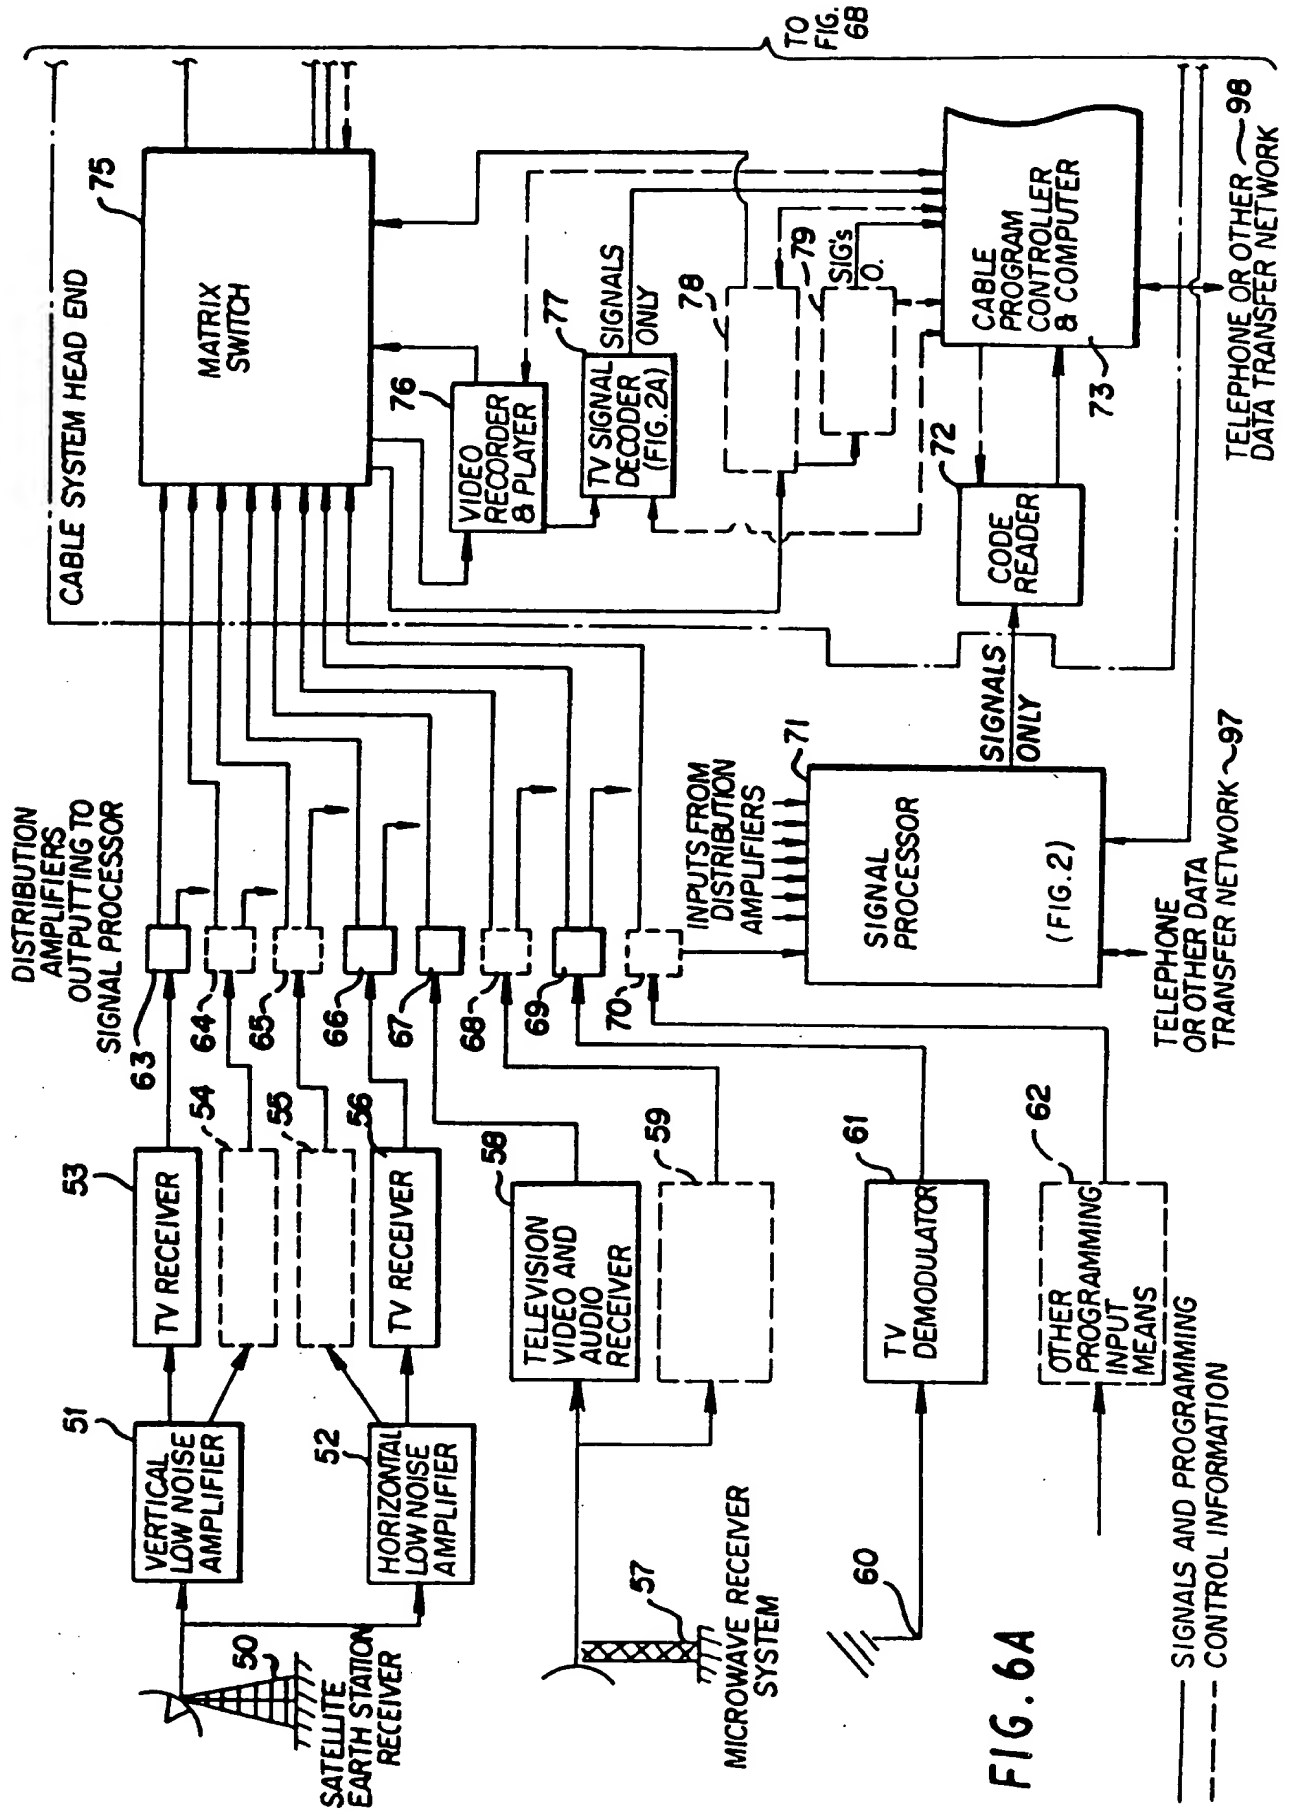 TO
FIG.
6B
CABLE SYSTEM HEAD END
75
MATRIX
SWITCH
DISTRIBUTION
AMPLIFIERS
OUTPUTTING TO
SIGNAL PROCESSOR
63
64
65
66
67
68
69
70
76
VIDEO
RECORDER
& PLAYER
77
TV SIGNAL
DECODER
(FIG.2A)
SIGNALS
ONLY
78
79
SIG's
O.
CABLE
PROGRAM
CONTROLLER
& COMPUTER
73
72
CODE
READER
SIGNALS
ONLY
TELEPHONE OR OTHER 98
DATA TRANSFER NETWORK
INPUTS FROM
DISTRIBUTION
AMPLIFIERS
71
SIGNAL
PROCESSOR
(FIG.2)
TELEPHONE
OR OTHER DATA
TRANSFER NETWORK 97
53
TV RECEIVER
54
55
56
TV RECEIVER
51
VERTICAL
LOW NOISE
AMPLIFIER
52
HORIZONTAL
LOW NOISE
AMPLIFIER
50
SATELLITE
EARTH STATION
RECEIVER
58
TELEVISION
VIDEO AND
AUDIO
RECEIVER
59
57
MICROWAVE RECEIVER
SYSTEM
60
61
TV
DEMODULATOR
62
OTHER
PROGRAMMING
INPUT
MEANS
FIG. 6A
SIGNALS AND PROGRAMMING
CONTROL INFORMATION